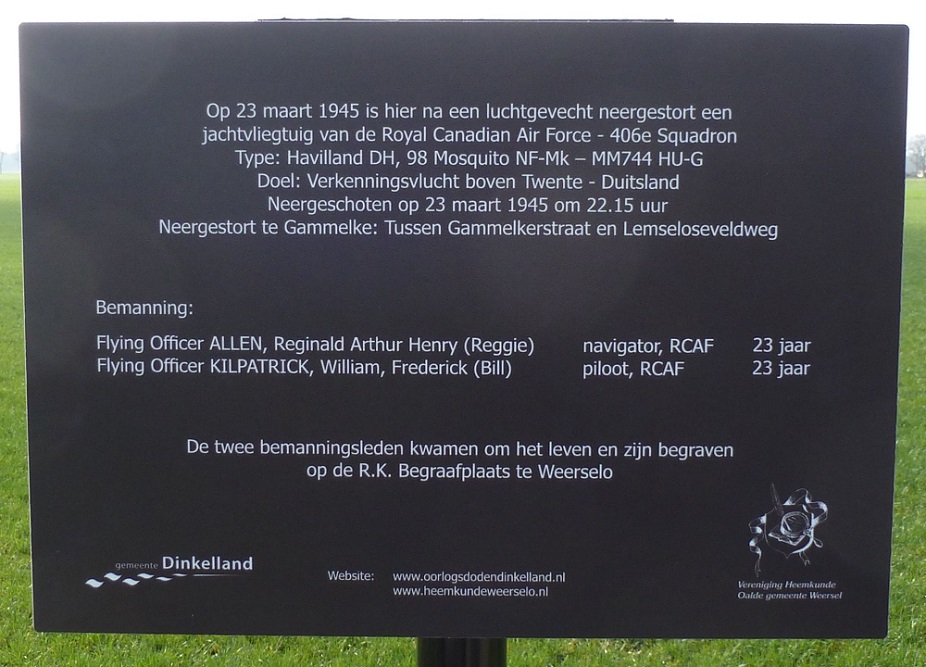 Op 23 maart 1945 is hier na een luchtgevecht neergestort een
jachtvliegtuig van de Royal Canadian Air Force - 406e Squadron
Type: Havilland DH, 98 Mosquito NF-Mk – MM744 HU-G
Doel: Verkenningsvlucht boven Twente - Duitsland
Neergeschoten op 23 maart 1945 om 22.15 uur
Neergestort te Gammelke: Tussen Gammelkerstraat en Lemseloseveldweg
Bemanning:
Flying Officer ALLEN, Reginald Arthur Henry (Reggie) navigator, RCAF 23 jaar
Flying Officer KILPATRICK, William, Frederick (Bill) piloot, RCAF 23 jaar
De twee bemanningsleden kwamen om het leven en zijn begraven
op de R.K. Begraafplaats te Weerselo
gemeente Dinkelland
Website: www.oorlogsdodendinkelland.nl
www.heemkundeweerselo.nl
Vereniging Heemkunde
Oalde gemeente Weersel